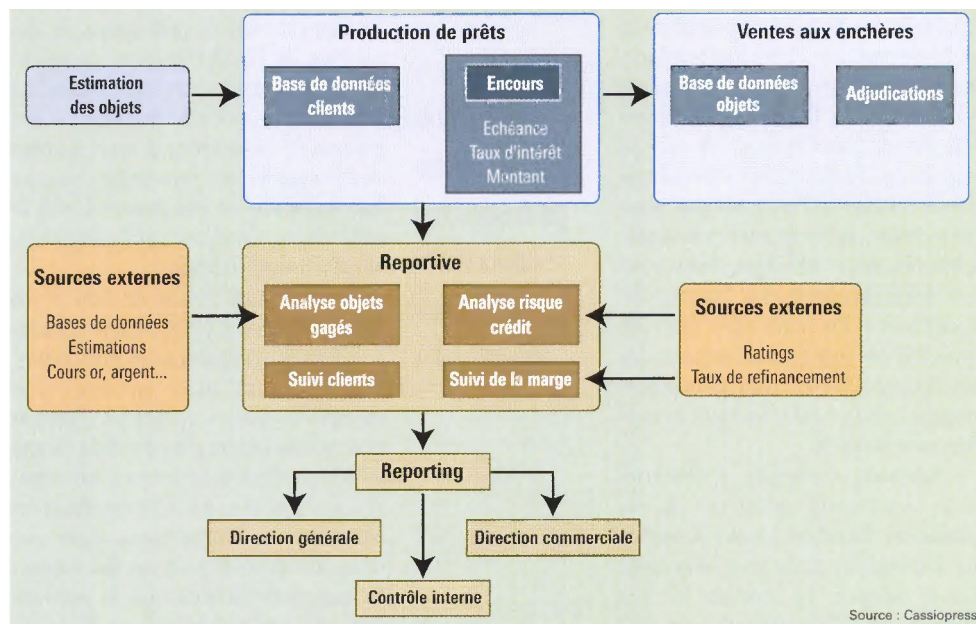 Production de prêts
Ventes aux enchères
Estimation
des objets
Base de données
clients
Encours
Echéance
Taux d'intérêt
Montant
Base de données
objets
Adjudications
Sources externes
Bases de données
Estimations
Cours or, argent...
Reportive
Analyse objets
gagés
Analyse risque
crédit
Suivi clients
Suivi de la marge
Sources externes
Ratings
Taux de refinancement
Reporting
Direction générale
Direction commerciale
Contrôle interne
Source : Cassiopress